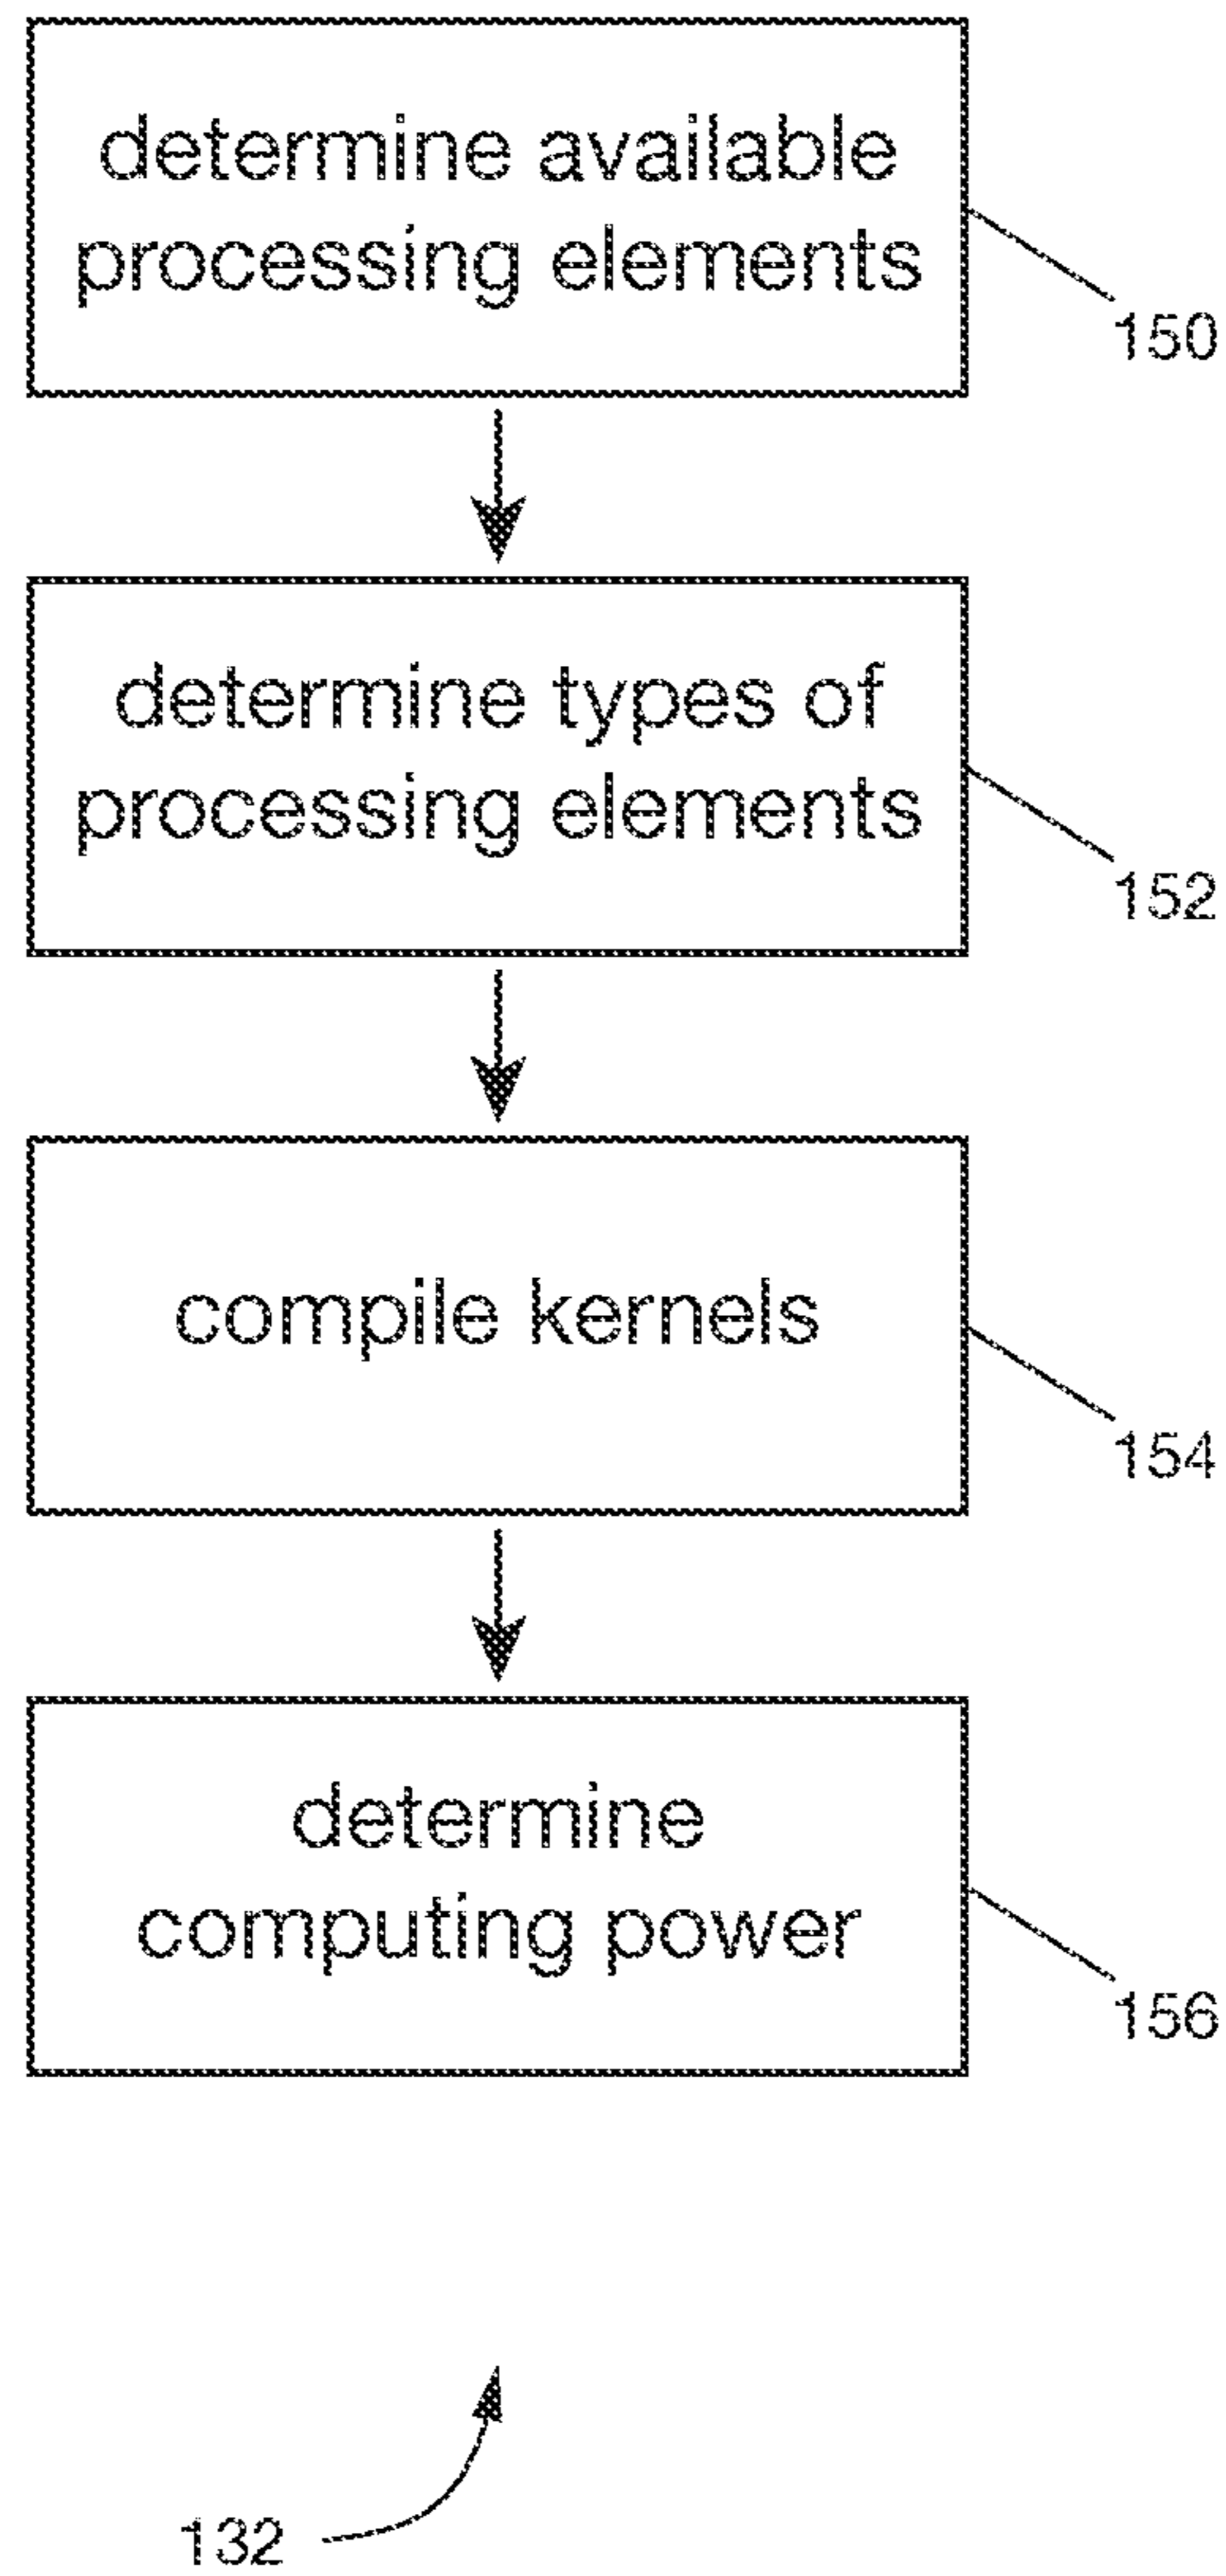 determine available
processing elements
150
determine types of
processing elements
152
compile kernels
154
determine
computing power
156
132